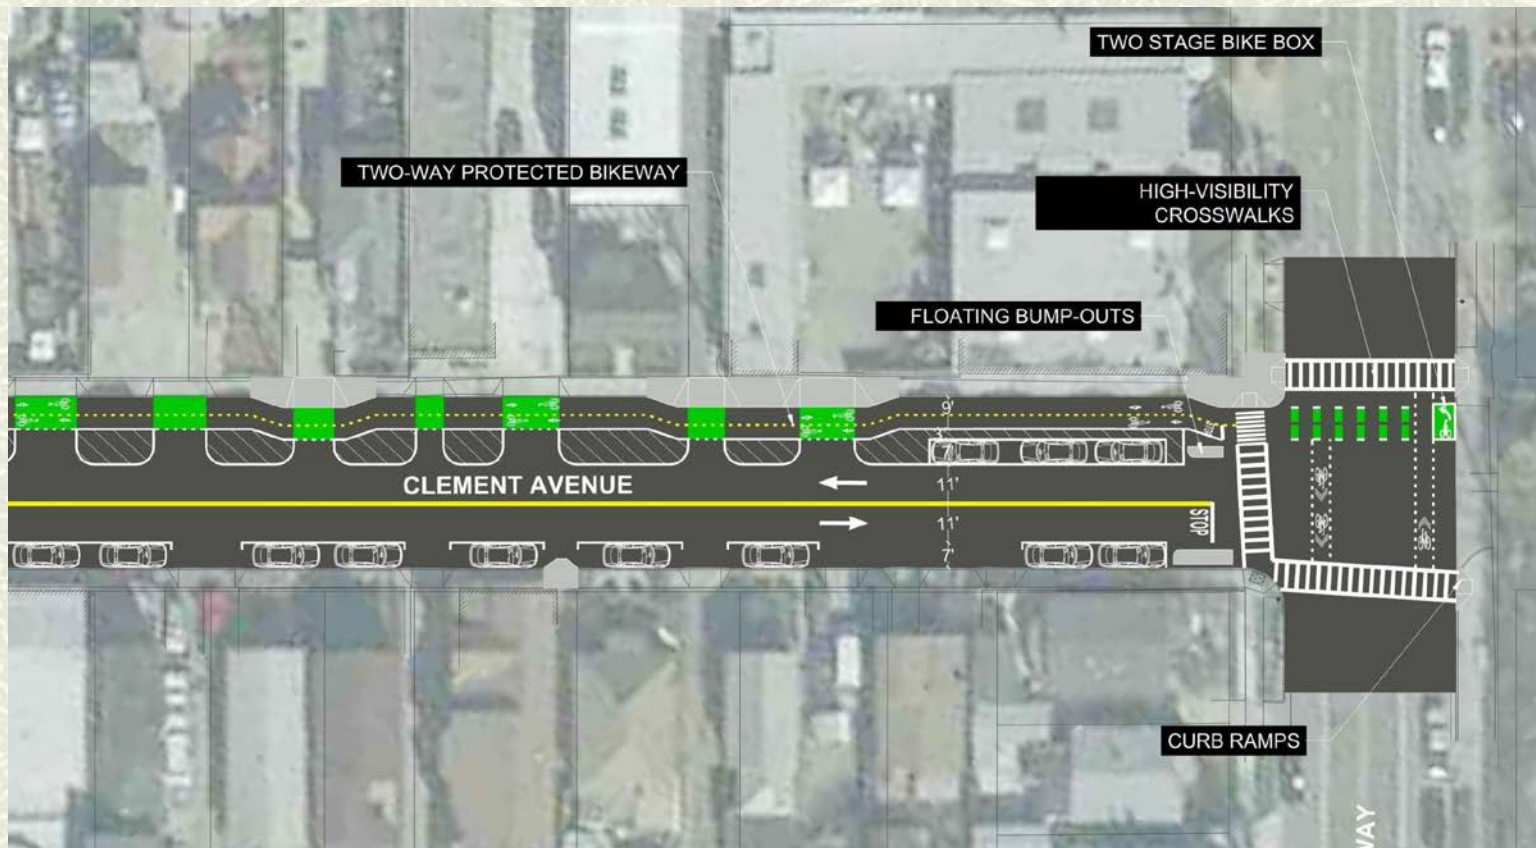 TWO STAGE BIKE BOX
TWO-WAY PROTECTED BIKEWAY
HIGH-VISIBILITY
CROSSWALKS
FLOATING BUMP-OUTS
9'
7'
CLEMENT AVENUE
11'
11'
STOP
7'
CURB RAMPS
WAY